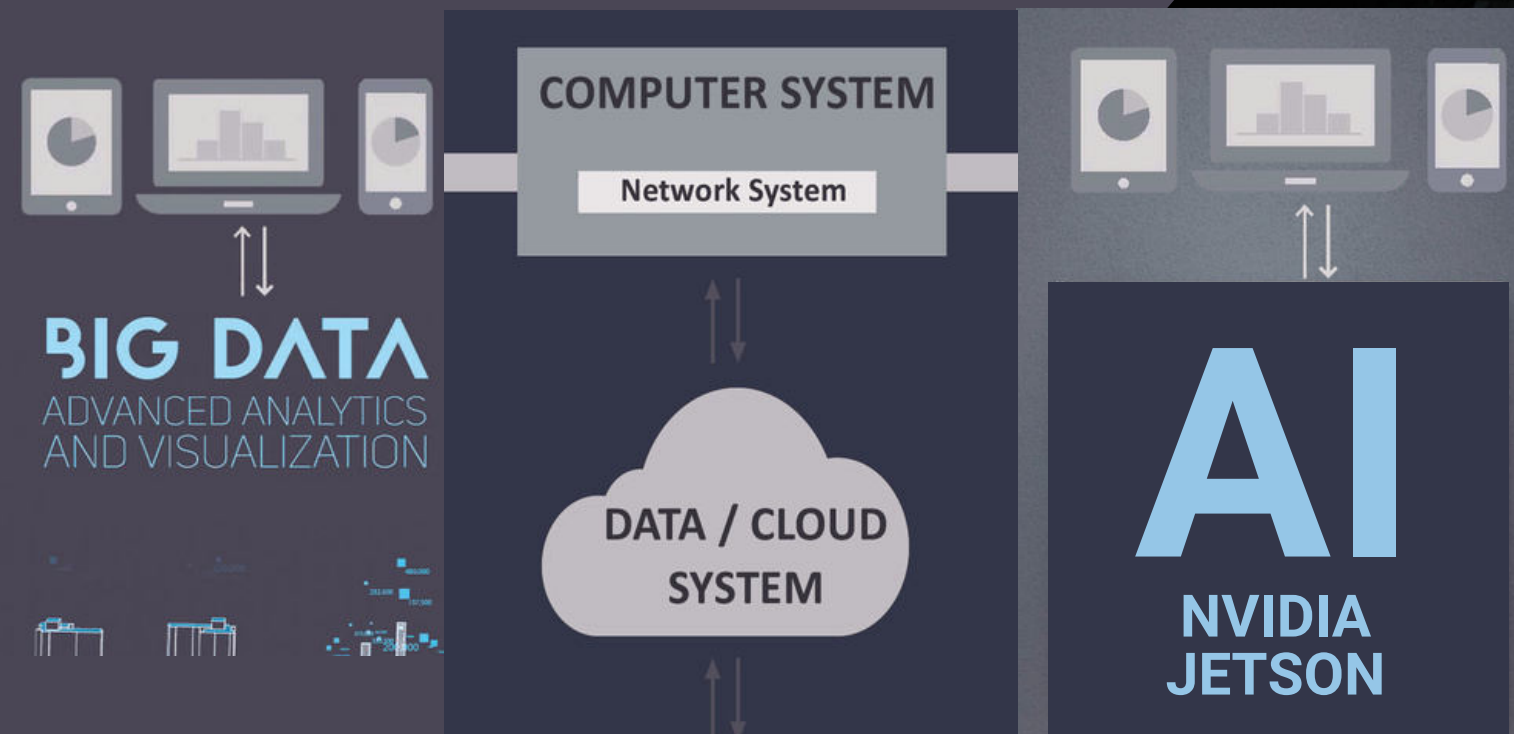 BIG DATA
ADVANCED ANALYTICS
AND VISUALIZATION
COMPUTER SYSTEM
Network System
DATA / CLOUD
SYSTEM
AI
NVIDIA
JETSON